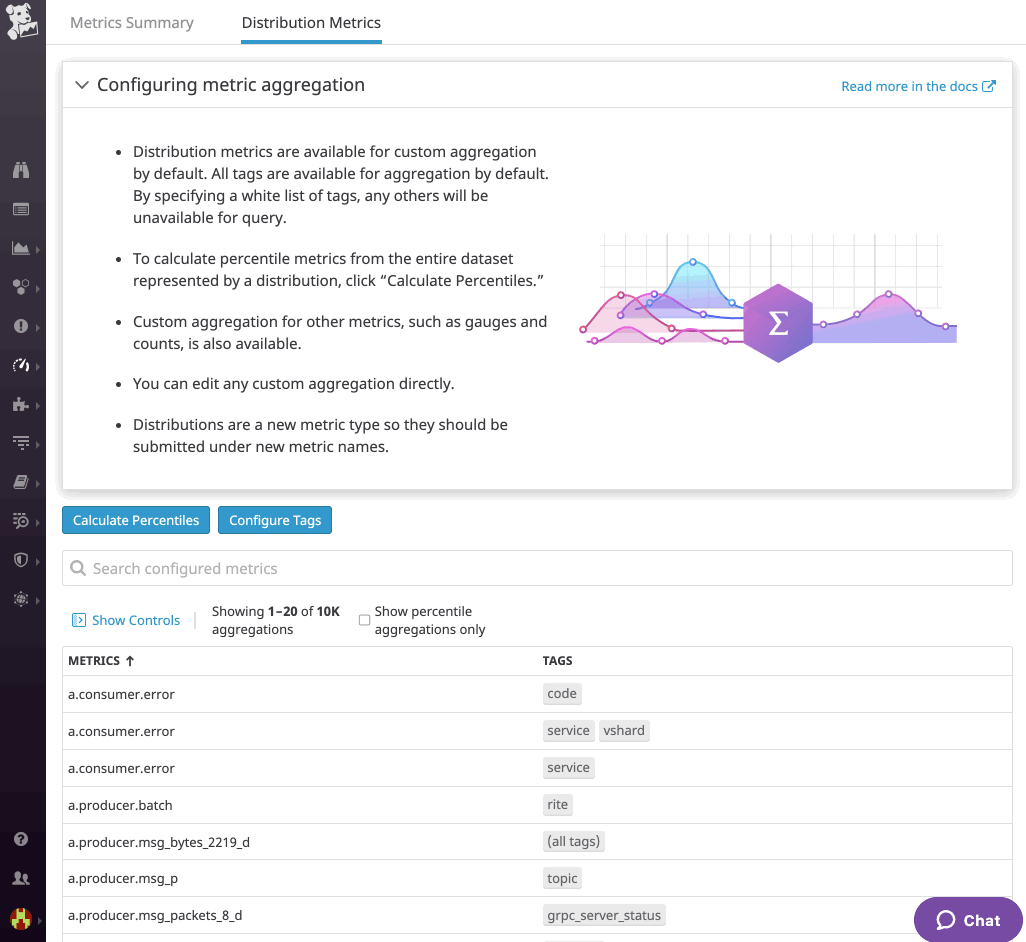 Metrics Summary
Distribution Metrics
Configuring metric aggregation
Read more in the docs
• Distribution metrics are available for custom aggregation
by default. All tags are available for aggregation by default.
By specifying a white list of tags, any others will be
unavailable for query.
• To calculate percentile metrics from the entire dataset
represented by a distribution, click “Calculate Percentiles.”
• Custom aggregation for other metrics, such as gauges and
counts, is also available.
• You can edit any custom aggregation directly.
• Distributions are a new metric type so they should be
submitted under new metric names.
Σ
Calculate Percentiles
Configure Tags
Search configured metrics
Show Controls
Showing 1–20 of 10K
aggregations
Show percentile
aggregations only
METRICS ↑
TAGS
a.consumer.error
code
a.consumer.error
service vshard
a.consumer.error
service
a.producer.batch
rite
a.producer.msg_bytes_2219_d
(all tags)
a.producer.msg_p
topic
a.producer.msg_packets_8_d
grpc_server_status
Chat